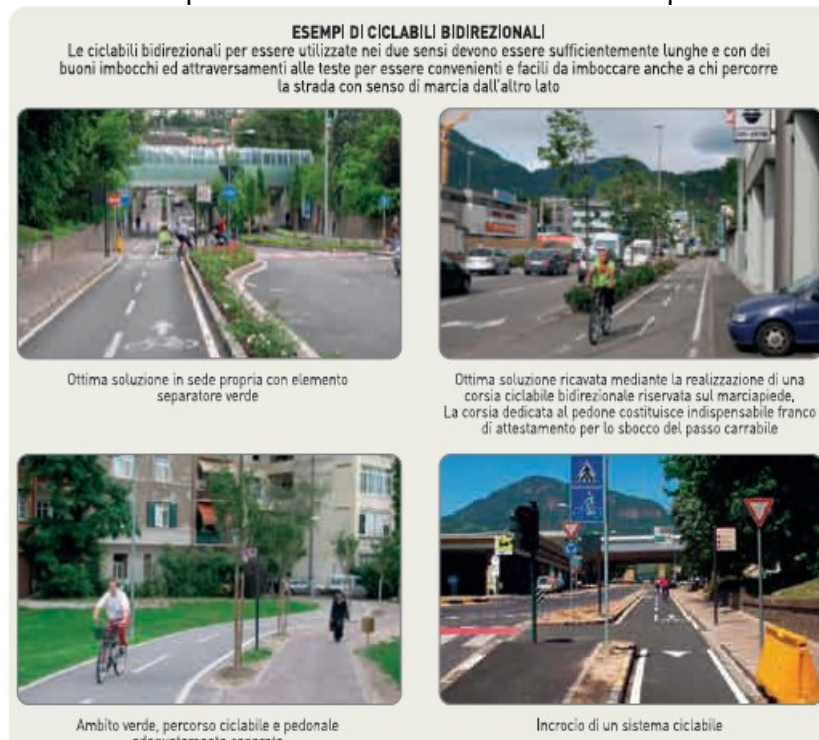 ESEMPI DI CICLABILI BIDIREZIONALI
Le ciclabili bidirezionali per essere utilizzate nei due sensi devono essere sufficientemente lunghe e con dei
buoni imbocchi ed attraversamenti alle teste per essere convenienti e facili da imboccare anche a chi percorre
la strada con senso di marcia dall'altro lato
Ottima soluzione in sede propria con elemento
separatore verde
Ottima soluzione ricavata mediante la realizzazione di una
corsia ciclabile bidirezionale riservata sul marciapiede,
La corsia dedicata al pedone costituisce indispensabile franco
di attestamento per lo sbocco del passo carrabile
Ambito verde, percorso ciclabile e pedonale
Incrocio di un sistema ciclabile